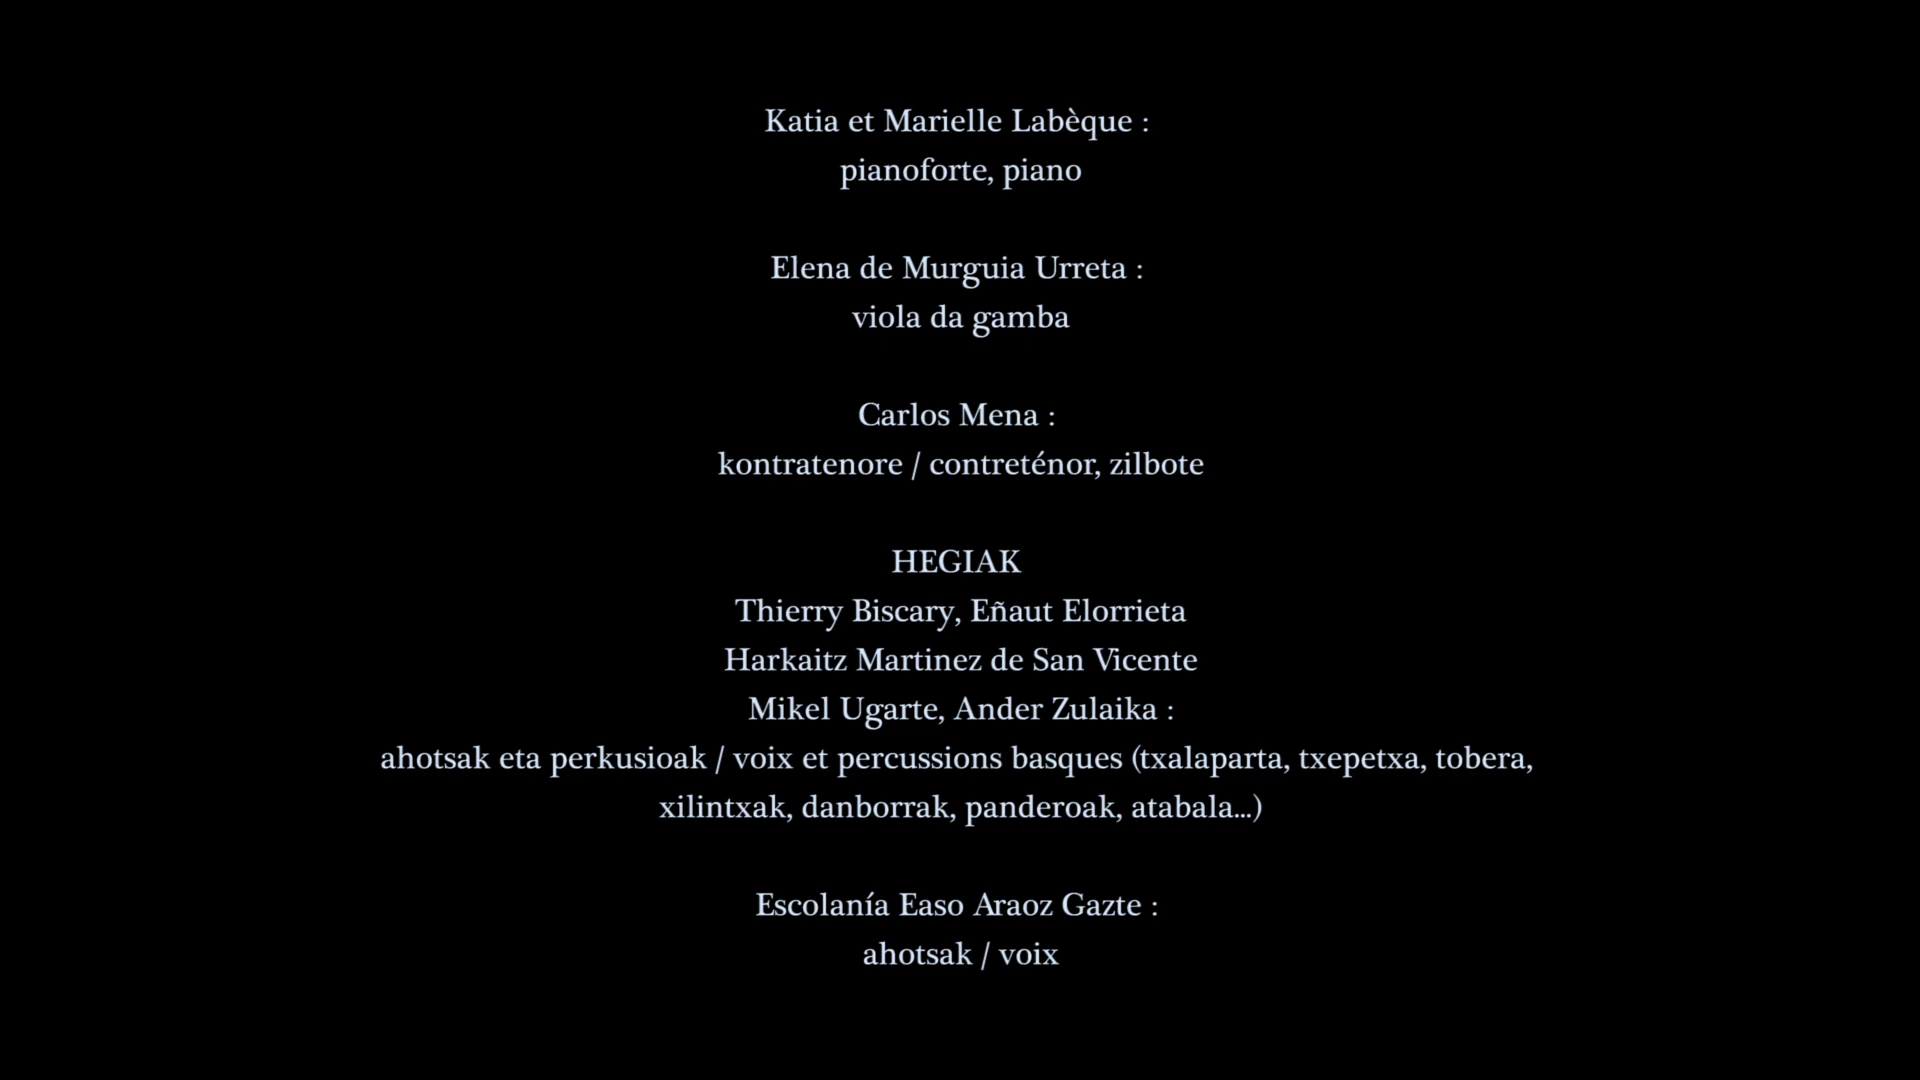 Katia et Marielle Labèque :
pianoforte, piano
Elena de Murguia Urreta :
viola da gamba
Carlos Mena :
kontratenore / contreténor, zilbote
HEGIAK
Thierry Biscary, Eñaut Elorrieta
Harkaitz Martinez de San Vicente
Mikel Ugarte, Ander Zulaika :
ahotsak eta perkusioak / voix et percussions basques (txalaparta, txepetxa, tobera,
xilintxak, danborrak, panderoak, atabala...)
Escolanía Easo Araoz Gazte :
ahotsak / voix